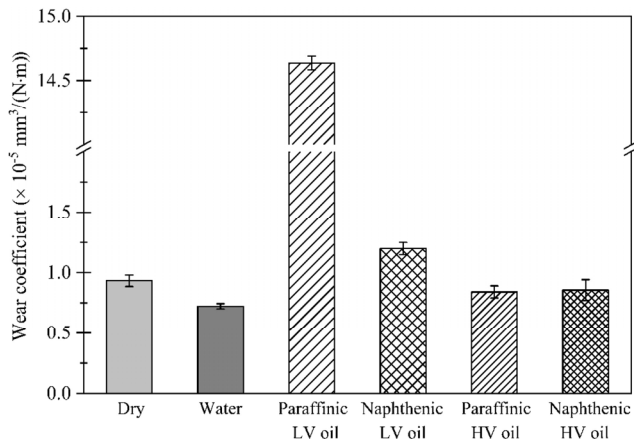 15.0
14.5
1.5
1.0
0.5
0.0
Wear coefficient (× 10⁻⁵ mm³/(N·m))
Dry
Water
Paraffinic
LV oil
Naphthenic
LV oil
Paraffinic
HV oil
Naphthenic
HV oil